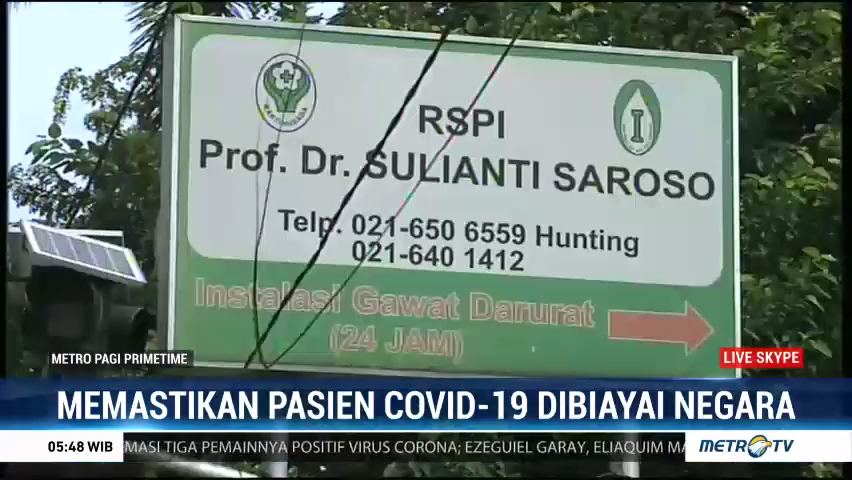 RSPI
Prof. Dr. SULIANTI SAROSO
Telp. 021-650 6559 Hunting
021-640 1412
Instalasi Gawat Darurat
(24 JAM)
METRO PAGI PRIMETIME
LIVE SKYPE
MEMASTIKAN PASIEN COVID-19 DIBIAYAI NEGARA
05:48 WIB
MASI TIGA PEMAINNYA POSITIF VIRUS CORONA; EZEGUIEL GARAY, ELIAQUIM MA
METRO TV